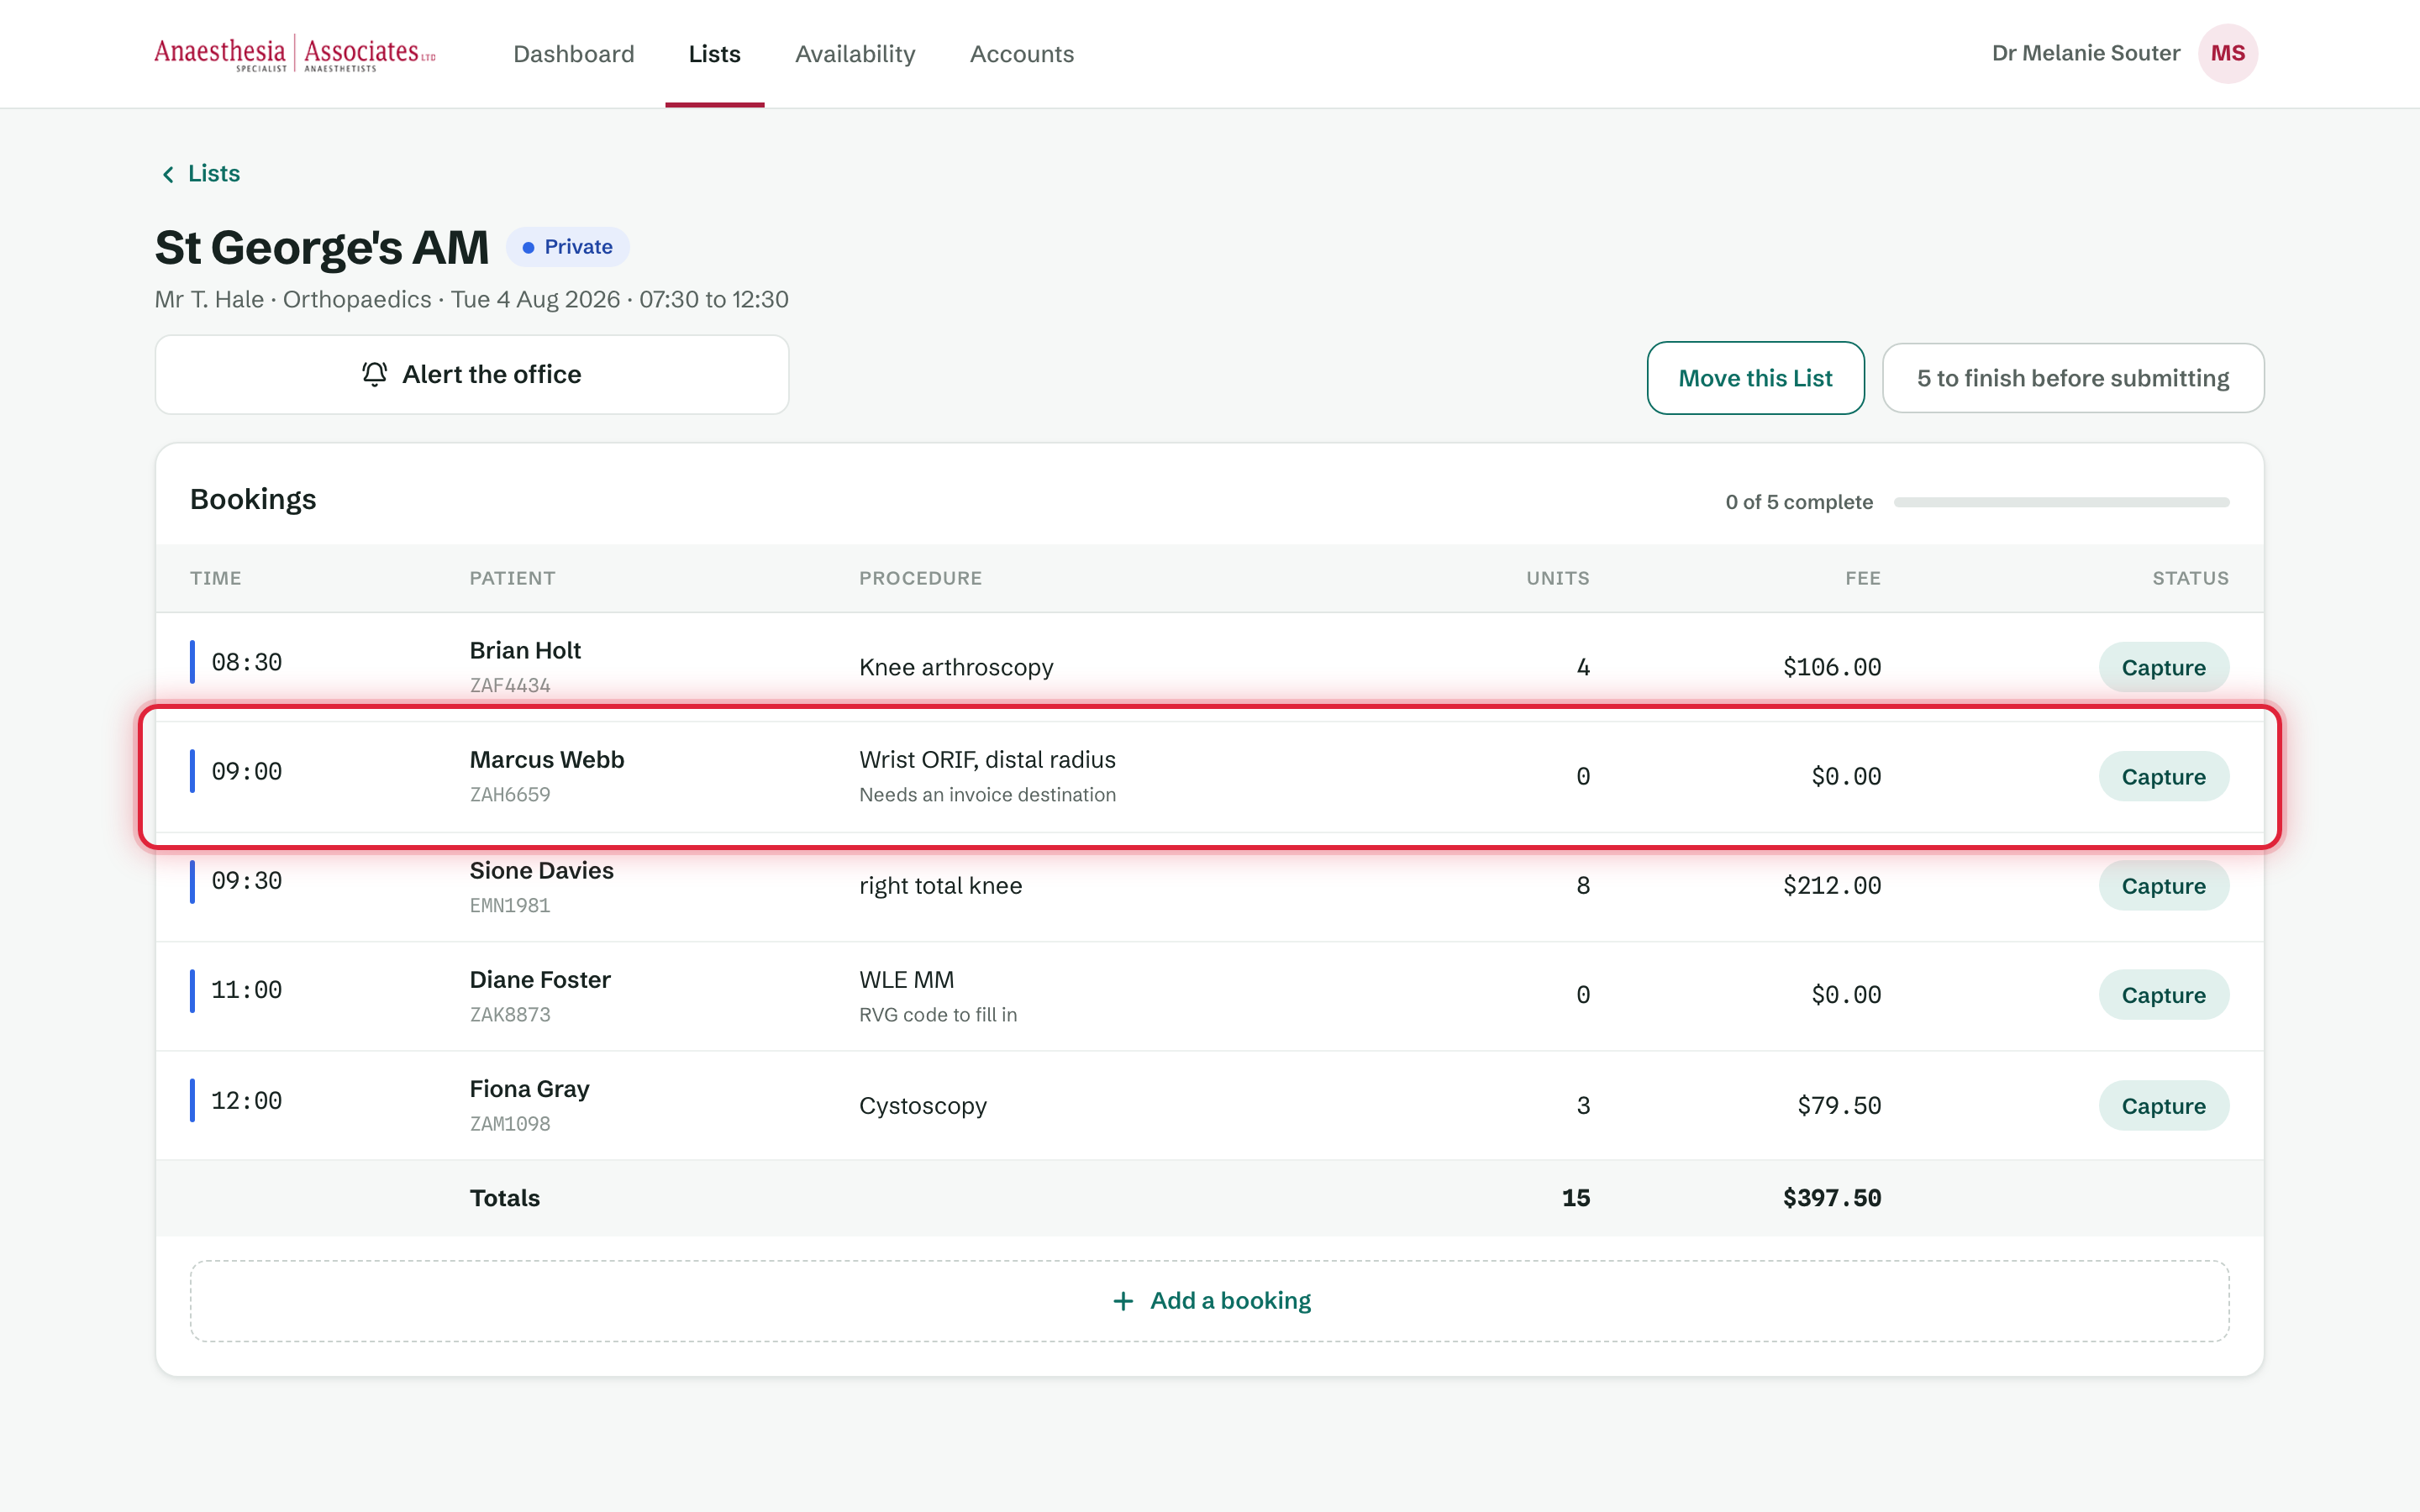 Anaesthesia | Associates LTD
SPECIALIST ANAESTHETISTS
Dashboard
Lists
Availability
Accounts
Dr Melanie Souter
MS
Lists
St George's AM
Private
Mr T. Hale · Orthopaedics · Tue 4 Aug 2026 · 07:30 to 12:30
Alert the office
Move this List
5 to finish before submitting
Bookings
0 of 5 complete
TIME PATIENT PROCEDURE UNITS FEE STATUS
08:30 Brian Holt Knee arthroscopy 4 $106.00 Capture
ZAF4434
09:00 Marcus Webb Wrist ORIF, distal radius 0 $0.00 Capture
ZAH6659 Needs an invoice destination
09:30 Sione Davies right total knee 8 $212.00 Capture
EMN1981
11:00 Diane Foster WLE MM 0 $0.00 Capture
ZAK8873 RVG code to fill in
12:00 Fiona Gray Cystoscopy 3 $79.50 Capture
ZAM1098
Totals 15 $397.50
+ Add a booking